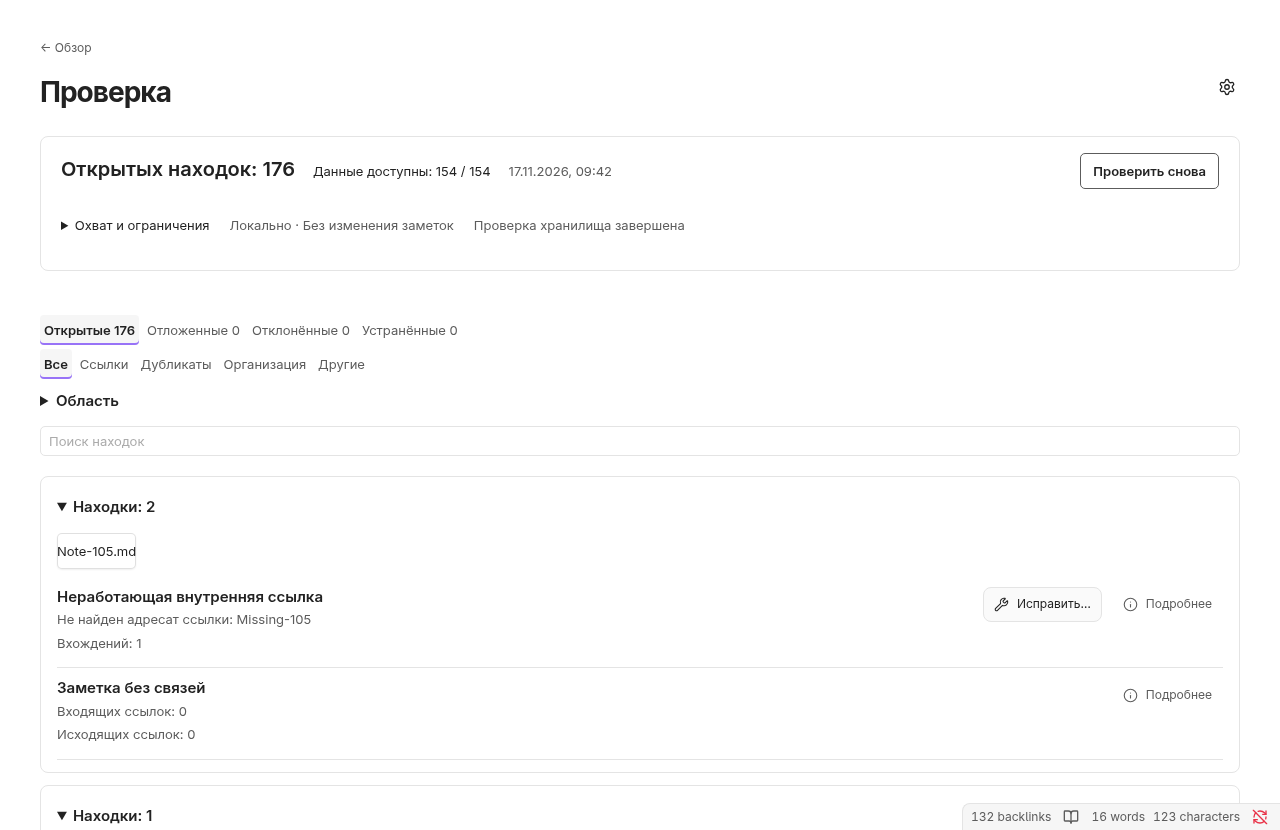 ← Обзор
Проверка
Открытых находок: 176 Данные доступны: 154 / 154 17.11.2026, 09:42 Проверить снова
Охват и ограничения Локально · Без изменения заметок Проверка хранилища завершена
Открытые 176 Отложенные 0 Отклонённые 0 Устранённые 0
Все Ссылки Дубликаты Организация Другие
Область
Поиск находок
Находки: 2
Note-105.md
Неработающая внутренняя ссылка
Исправить... Подробнее
Не найден адресат ссылки: Missing-105
Вхождений: 1
Заметка без связей
Подробнее
Входящих ссылок: 0
Исходящих ссылок: 0
Находки: 1
132 backlinks 16 words 123 characters